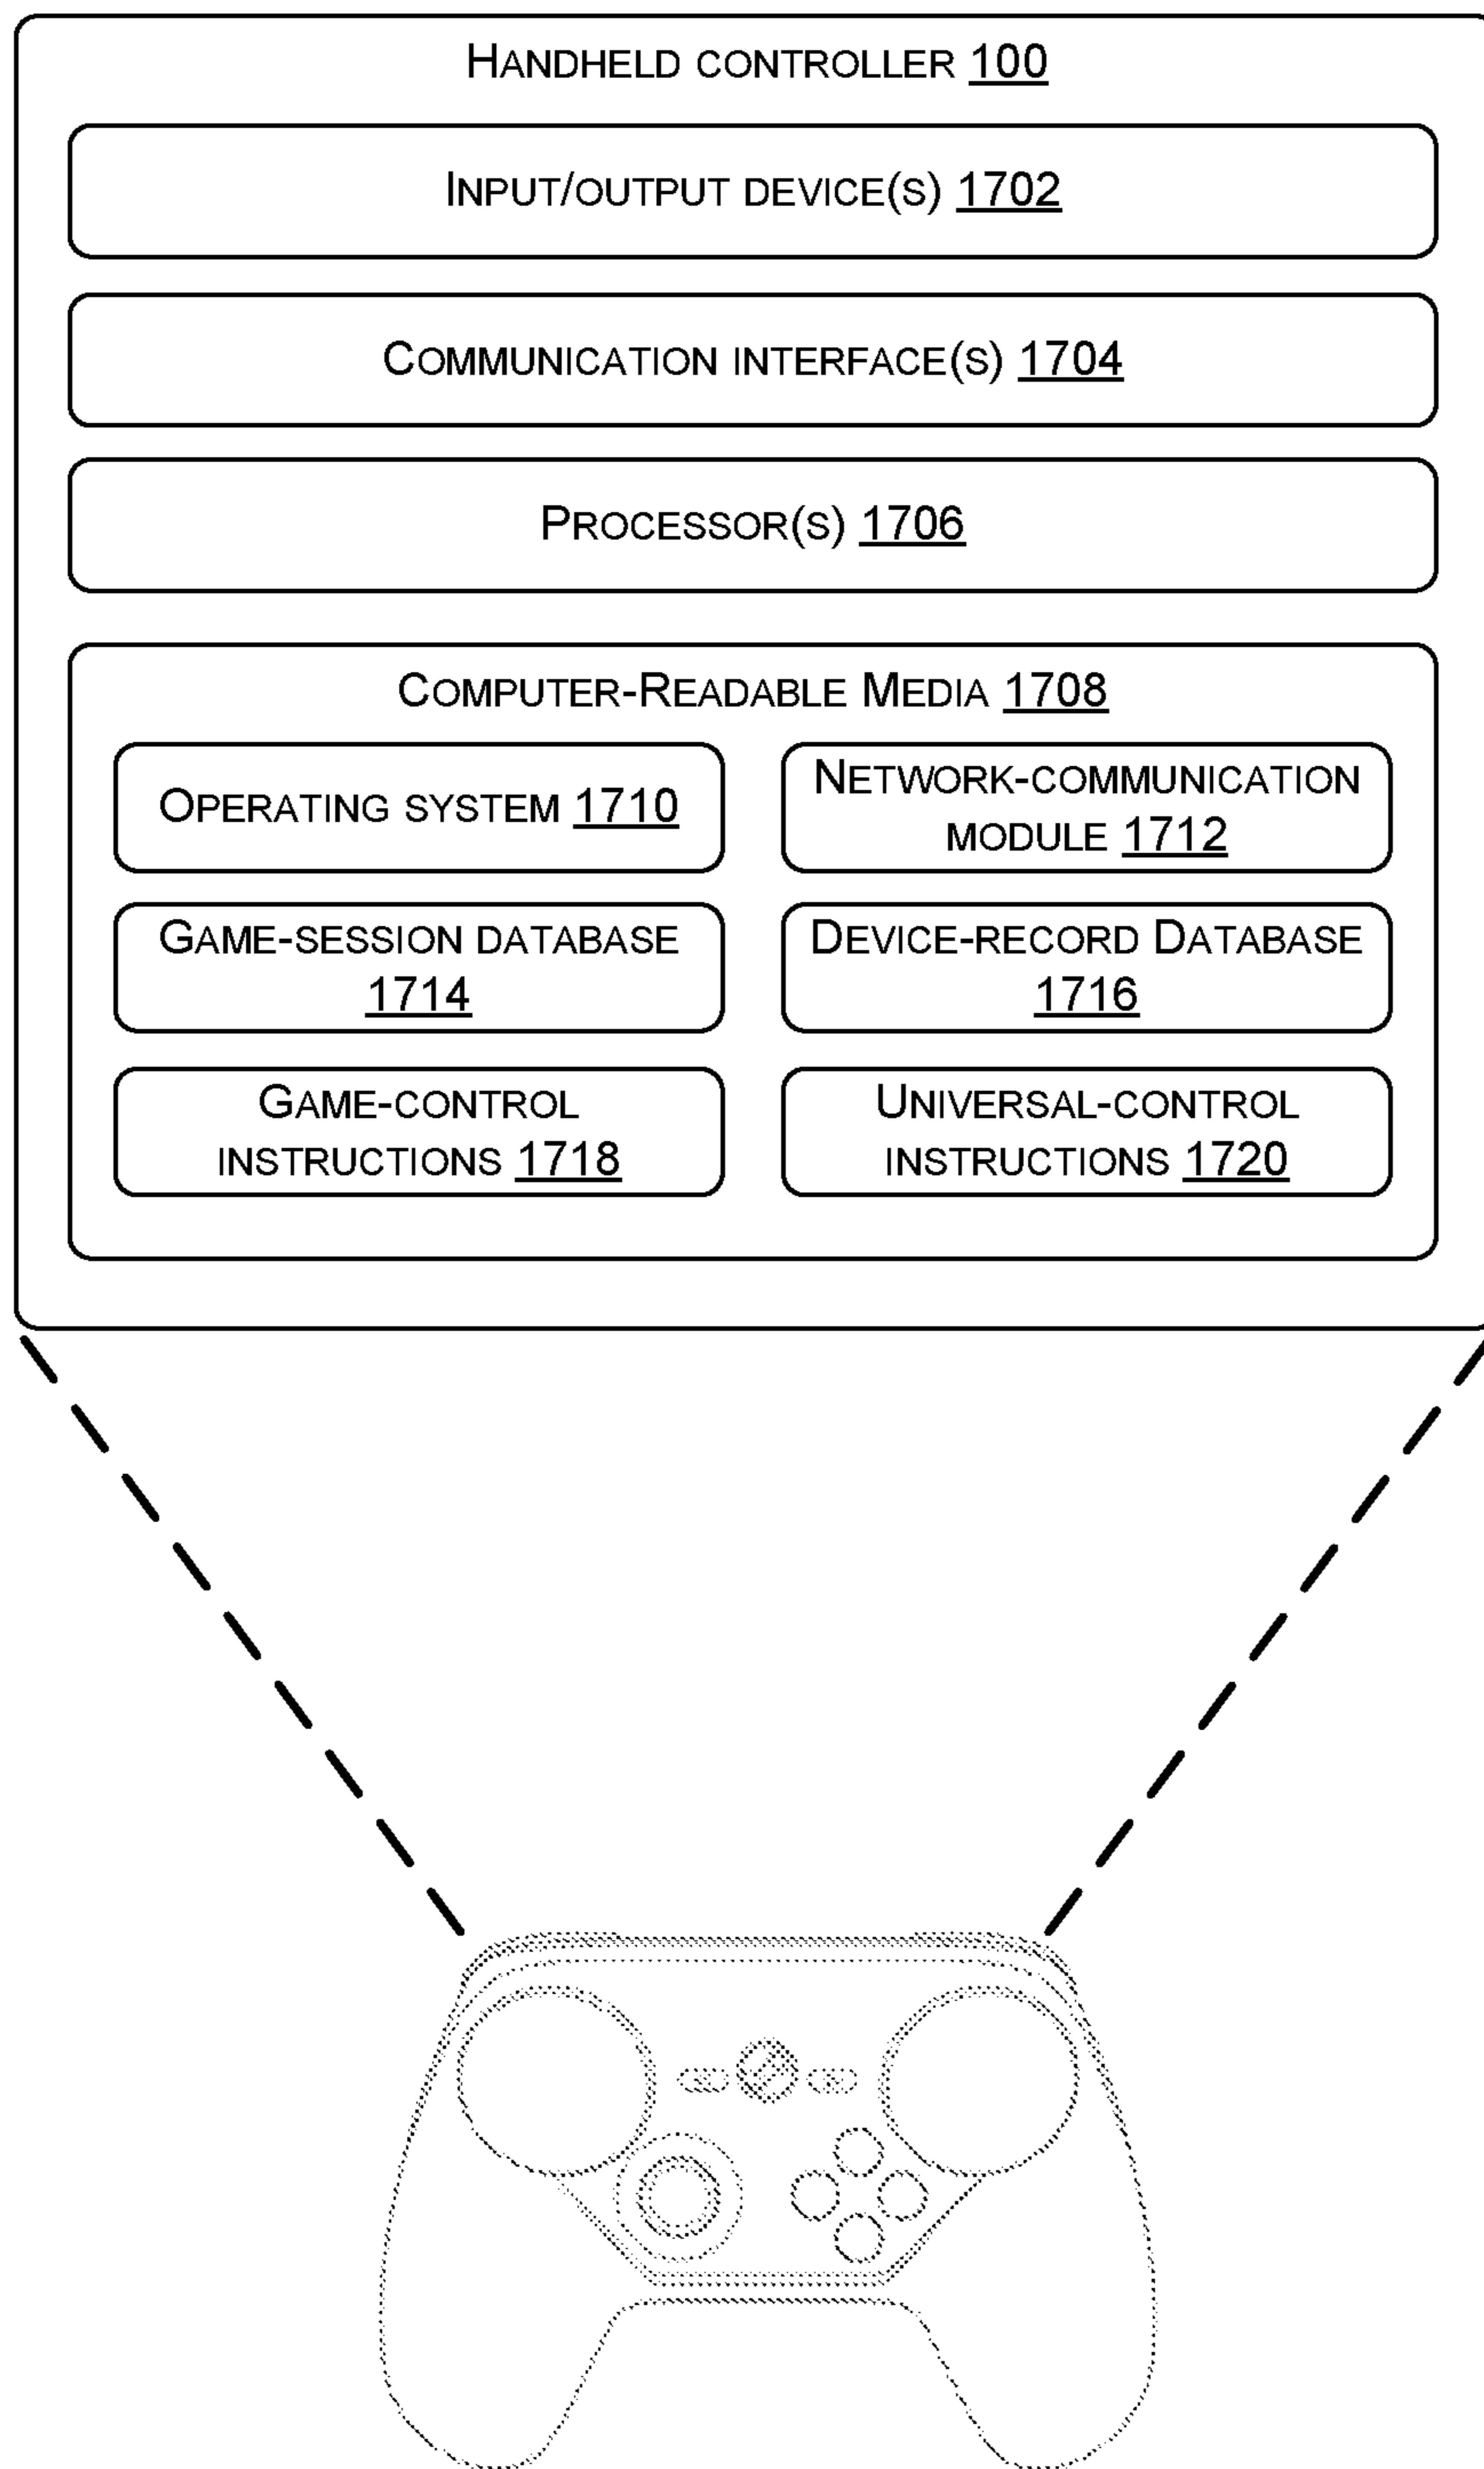 HANDHELD CONTROLLER 100
INPUT/OUTPUT DEVICE(S) 1702
COMMUNICATION INTERFACE(S) 1704
PROCESSOR(S) 1706
COMPUTER-READABLE MEDIA 1708
OPERATING SYSTEM 1710
NETWORK-COMMUNICATION
MODULE 1712
GAME-SESSION DATABASE
1714
DEVICE-RECORD DATABASE
1716
GAME-CONTROL
INSTRUCTIONS 1718
UNIVERSAL-CONTROL
INSTRUCTIONS 1720